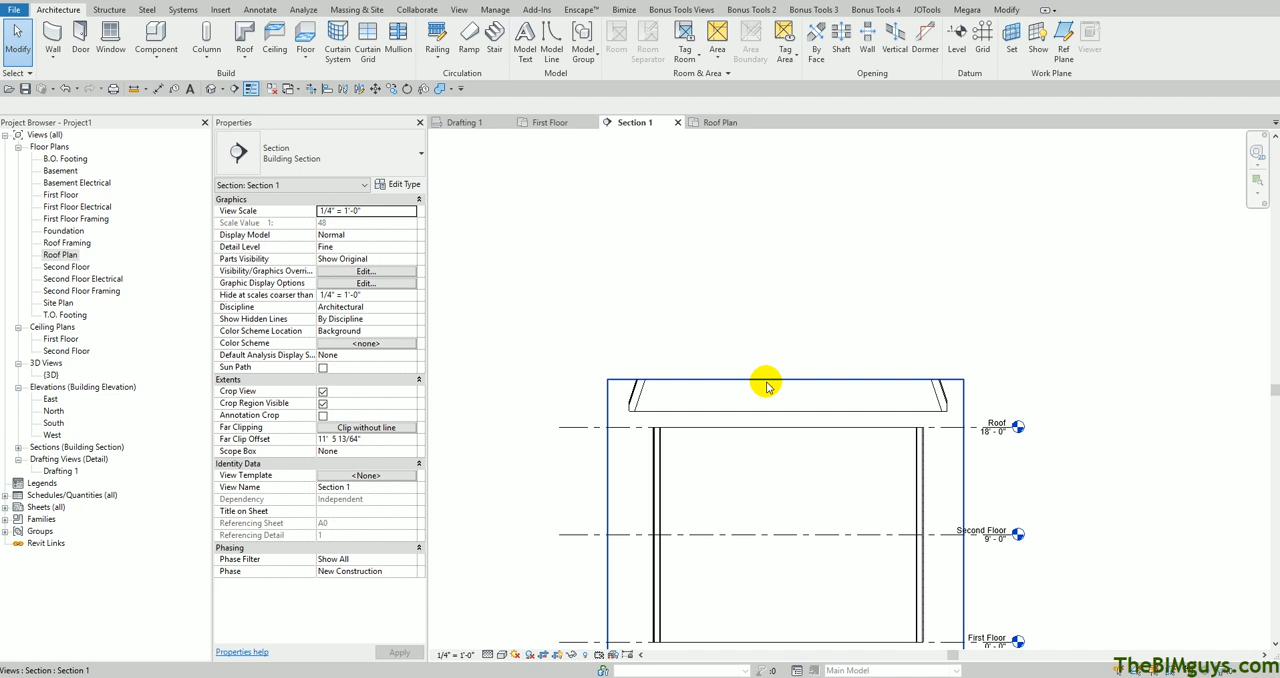 File Architecture Structure Steel Systems Insert Annotate Analyze Massing & Site Collaborate View Manage Add-Ins Enscape™ Bimize Bonus Tools Views Bonus Tools 2 Bonus Tools 3 Bonus Tools 4 JOTools Megara Modify
Modify Wall Door Window Component Column Roof Ceiling Floor Curtain System Curtain Grid Mullion Railing Ramp Stair Model Text Model Line Model Group Room Room Separator Tag Room Area Area Boundary Tag Area By Face Shaft Wall Vertical Dormer Level Grid Set Show Ref Plane Viewer
Select Build Circulation Model Room & Area Opening Datum Work Plane
Project Browser - Project1
Views (all)
Floor Plans
B.O. Footing
Basement
Basement Electrical
First Floor
First Floor Electrical
First Floor Framing
Foundation
Roof Framing
Roof Plan
Second Floor
Second Floor Electrical
Second Floor Framing
Site Plan
T.O. Footing
Ceiling Plans
First Floor
Second Floor
3D Views
{3D}
Elevations (Building Elevation)
East
North
South
West
Sections (Building Section)
Drafting Views (Detail)
Drafting 1
Legends
Schedules/Quantities (all)
Sheets (all)
Families
Groups
Revit Links
Properties
Section
Building Section
Section: Section 1 Edit Type
Graphics
View Scale 1/4" = 1'-0"
Scale Value 1: 48
Display Model Normal
Detail Level Fine
Parts Visibility Show Original
Visibility/Graphics Overri... Edit...
Graphic Display Options Edit...
Hide at scales coarser than 1/4" = 1'-0"
Discipline Architectural
Show Hidden Lines By Discipline
Color Scheme Location Background
Color Scheme <none>
Default Analysis Display S... None
Sun Path
Extents
Crop View
Crop Region Visible
Annotation Crop
Far Clipping Clip without line
Far Clip Offset 11' 5 13/64"
Scope Box None
Identity Data
View Template <None>
View Name Section 1
Dependency Independent
Title on Sheet
Referencing Sheet A0
Referencing Detail 1
Phasing
Phase Filter Show All
Phase New Construction
Properties help Apply
Drafting 1 First Floor Section 1 Roof Plan
Roof
18' - 0"
Second Floor
9' - 0"
First Floor
0' - 0"
1/4" = 1'-0"
Views : Section : Section 1 :0 Main Model
TheBIMguys.com